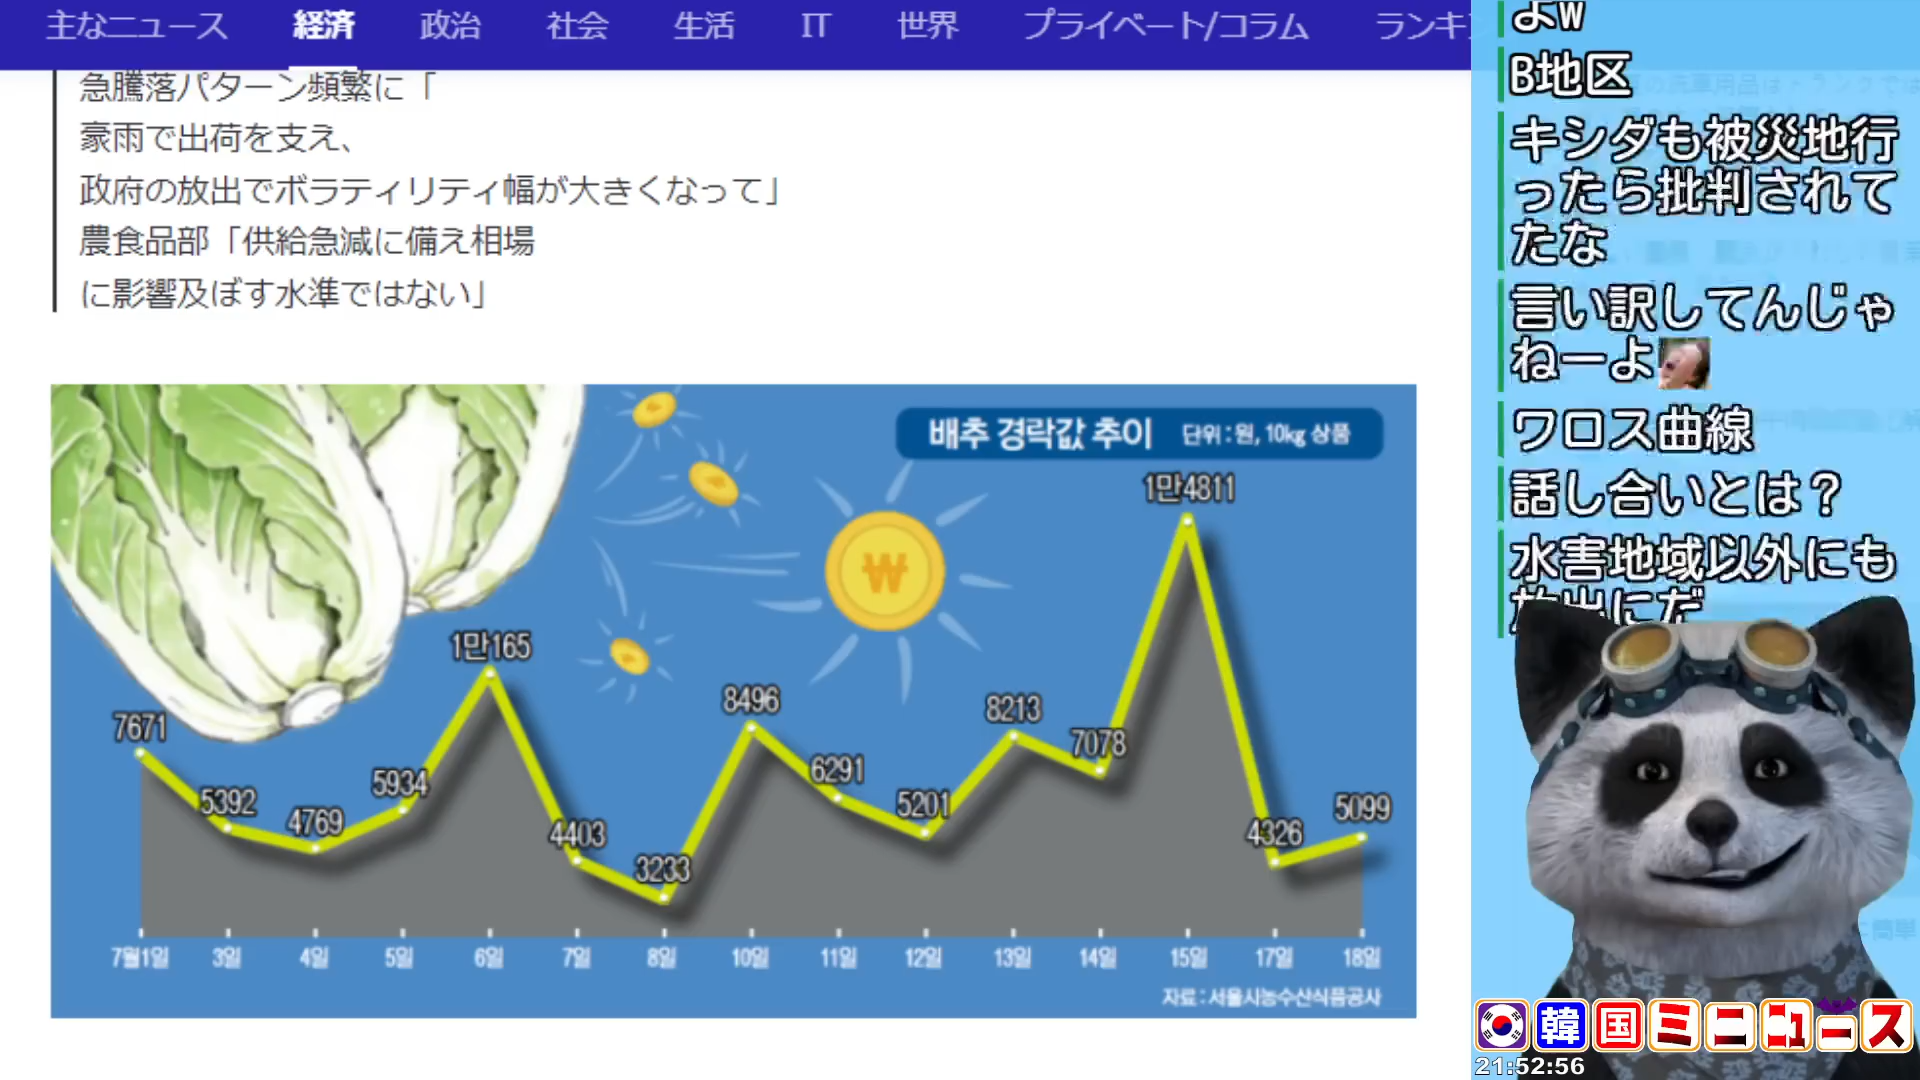 主なニュース 経済 政治 社会 生活 IT 世界 プライベート/コラム ランキ
急騰落パターン頻繁に「
豪雨で出荷を支え、
政府の放出でボラティリティ幅が大きくなって」
農食品部「供給急減に備え相場
に影響及ぼす水準ではない」
배추 경락값 추이 단위:원, 10kg 상품
7671
5392
4769
5934
1만165
4403
3233
8496
6291
5201
8213
7078
1만4811
4326
5099
7월1일 3일 4일 5일 6일 7일 8일 10일 11일 12일 13일 14일 15일 17일 18일
자료:서울시농수산식품공사
よw
B地区
キシダも被災地行
ったら批判されて
たな
言い訳してんじゃ
ねーよ
ワロス曲線
話し合いとは？
水害地域以外にも
放出にだ
韓国ミニニュース
21:52:56